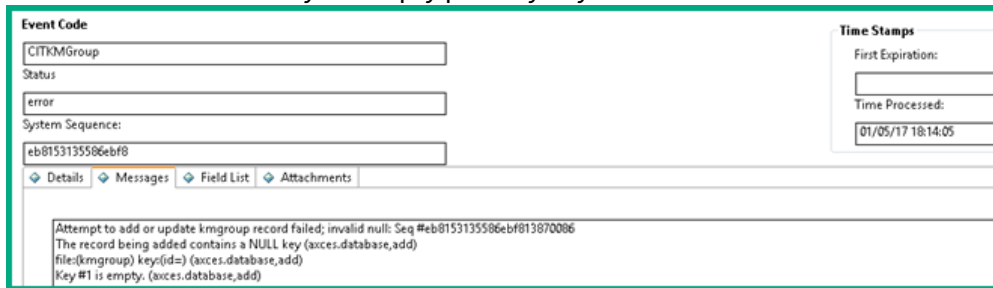 Event Code
CITKMGroup
Status
error
System Sequence:
eb8153135586ebf8
Time Stamps
First Expiration:
Time Processed:
01/05/17 18:14:05
Details Messages Field List Attachments
Attempt to add or update kmgroup record failed; invalid null: Seq #eb8153135586ebf813870086
The record being added contains a NULL key (axces.database,add)
file:(kmgroup) key:(id=) (axces.database,add)
Key #1 is empty. (axces.database,add)